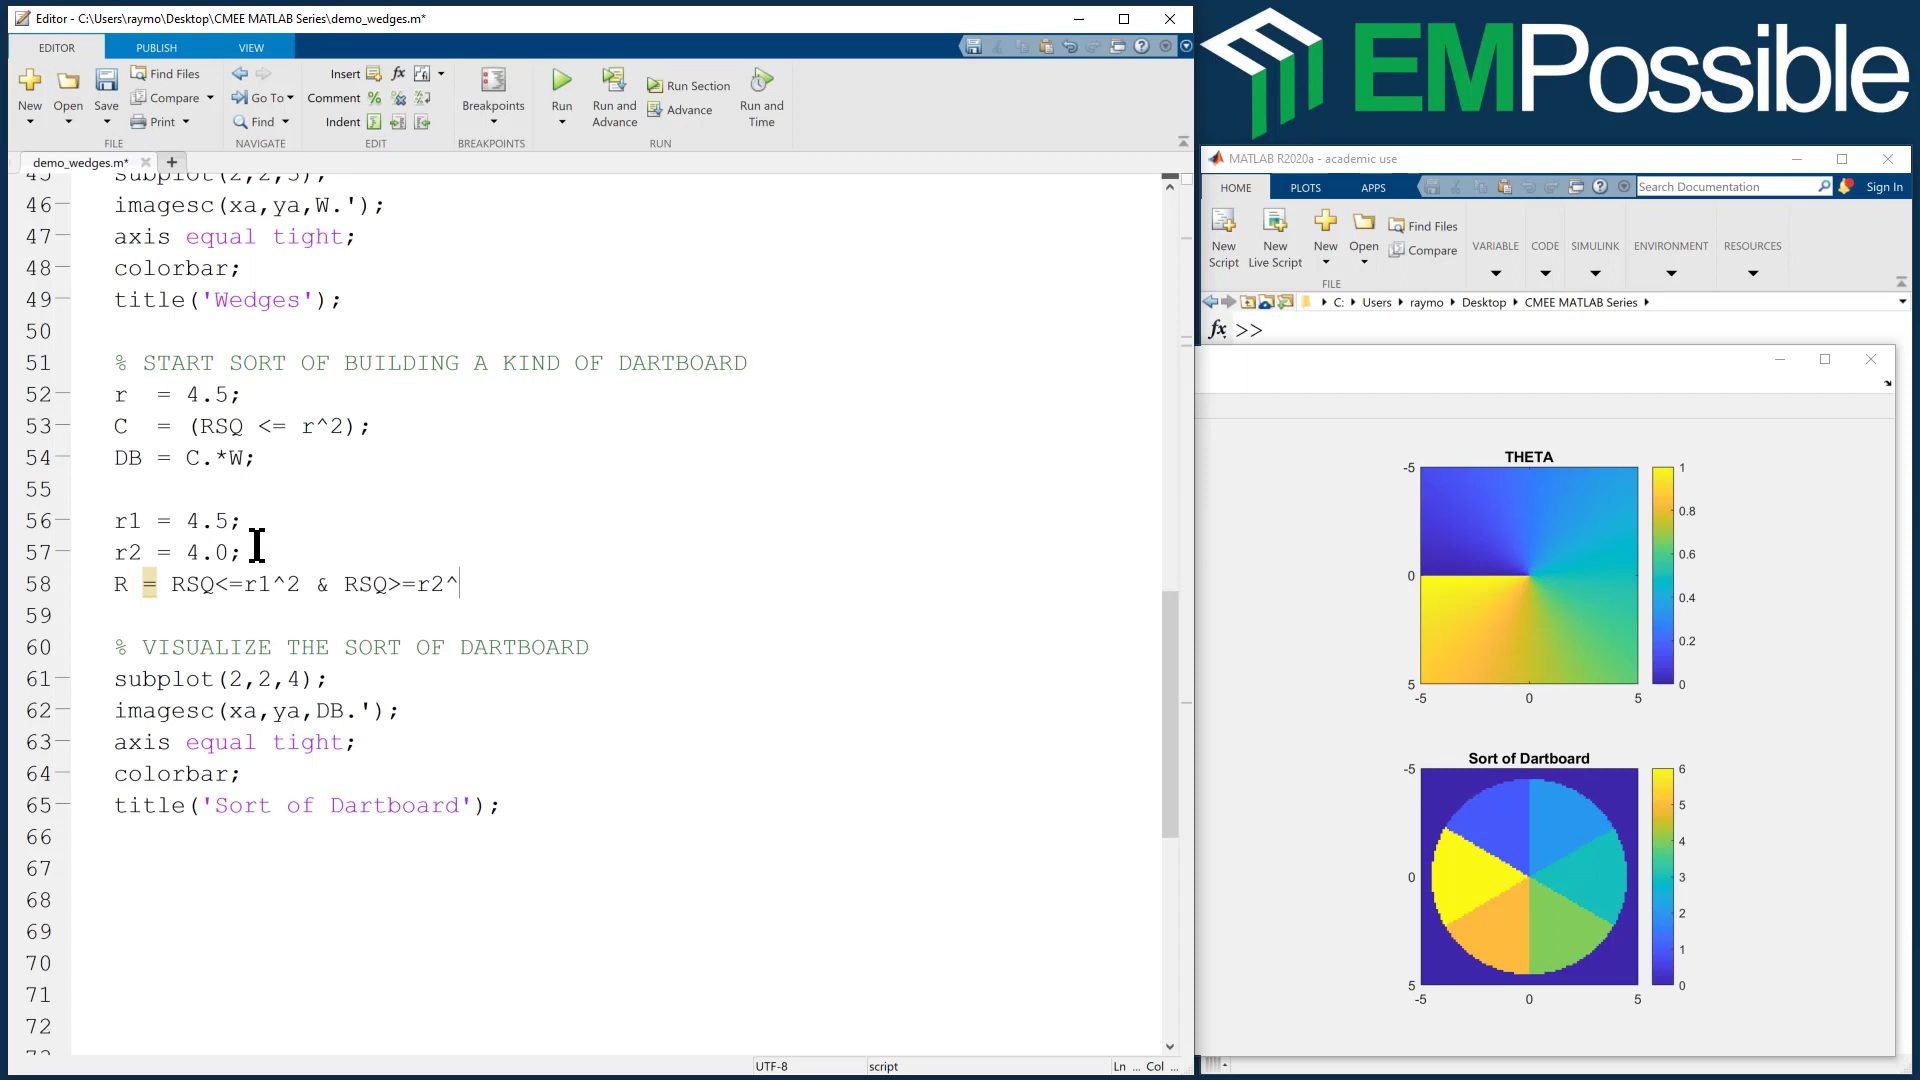 Editor - C:\Users\raymo\Desktop\CMEE MATLAB Series\demo_wedges.m*
EDITOR PUBLISH VIEW
New Open Save Find Files Compare Print
FILE
Go To Find
NAVIGATE
Insert fx
Comment
Indent
EDIT
Breakpoints
BREAKPOINTS
Run Run and Advance Run Section Advance Run and Time
RUN
demo_wedges.m*
45 subplot(2,2,3);
46 imagesc(xa,ya,W.');
47 axis equal tight;
48 colorbar;
49 title('Wedges');
50
51 % START SORT OF BUILDING A KIND OF DARTBOARD
52 r = 4.5;
53 C = (RSQ <= r^2);
54 DB = C.*W;
55
56 r1 = 4.5;
57 r2 = 4.0;
58 R = RSQ<=r1^2 & RSQ>=r2^
59
60 % VISUALIZE THE SORT OF DARTBOARD
61 subplot(2,2,4);
62 imagesc(xa,ya,DB.');
63 axis equal tight;
64 colorbar;
65 title('Sort of Dartboard');
66
67
68
69
70
71
72
UTF-8 script Ln ... Col ...
EMPossible
MATLAB R2020a - academic use
HOME PLOTS APPS Search Documentation Sign In
New Script New Live Script New Open Find Files Compare
FILE
VARIABLE CODE SIMULINK ENVIRONMENT RESOURCES
C: Users raymo Desktop CMEE MATLAB Series
fx >>
THETA
-5
0
5
-5 0 5
1
0.8
0.6
0.4
0.2
0
Sort of Dartboard
-5
0
5
-5 0 5
6
5
4
3
2
1
0